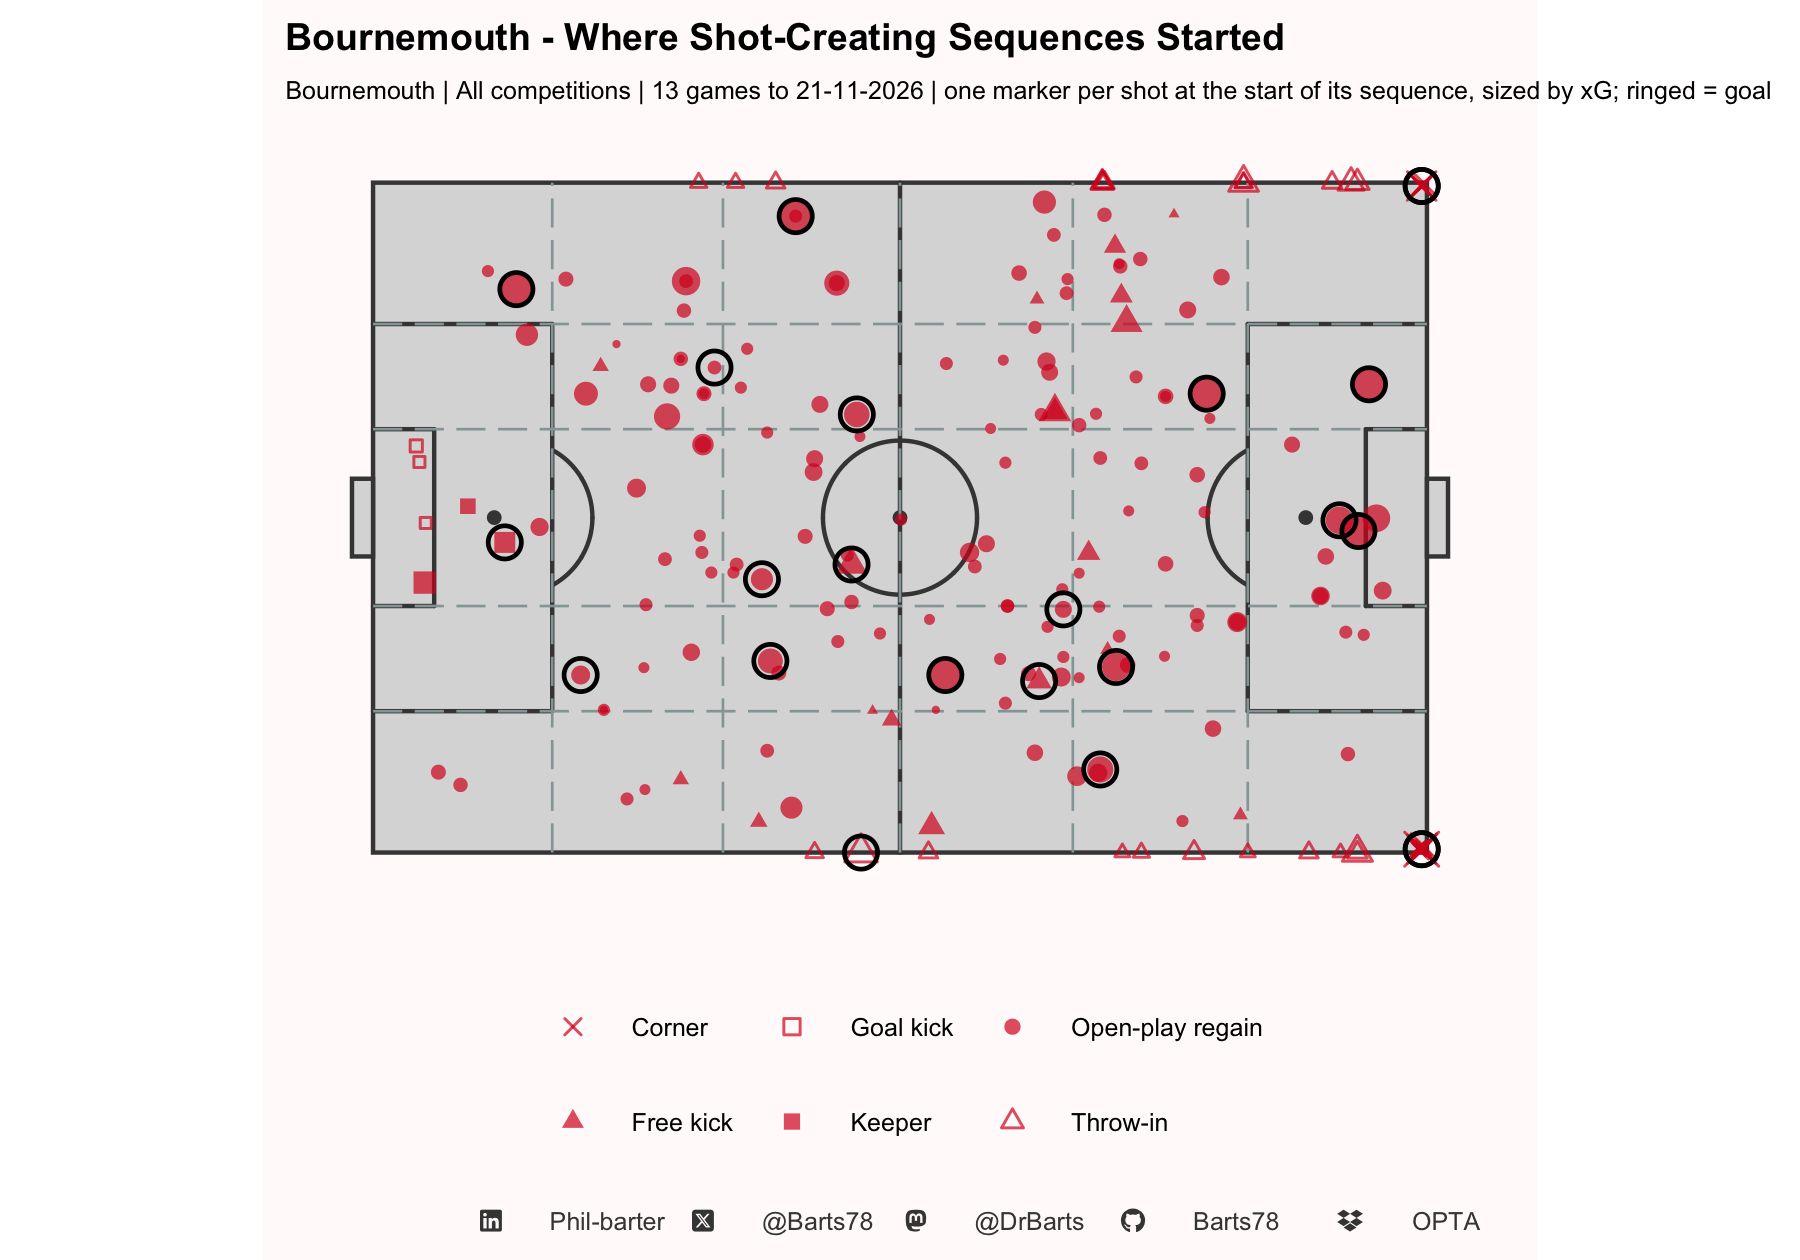 Bournemouth - Where Shot-Creating Sequences Started
Bournemouth | All competitions | 13 games to 21-11-2026 | one marker per shot at the start of its sequence, sized by xG; ringed = goal
Corner Goal kick Open-play regain
Free kick Keeper Throw-in
Phil-barter @Barts78 @DrBarts Barts78 OPTA